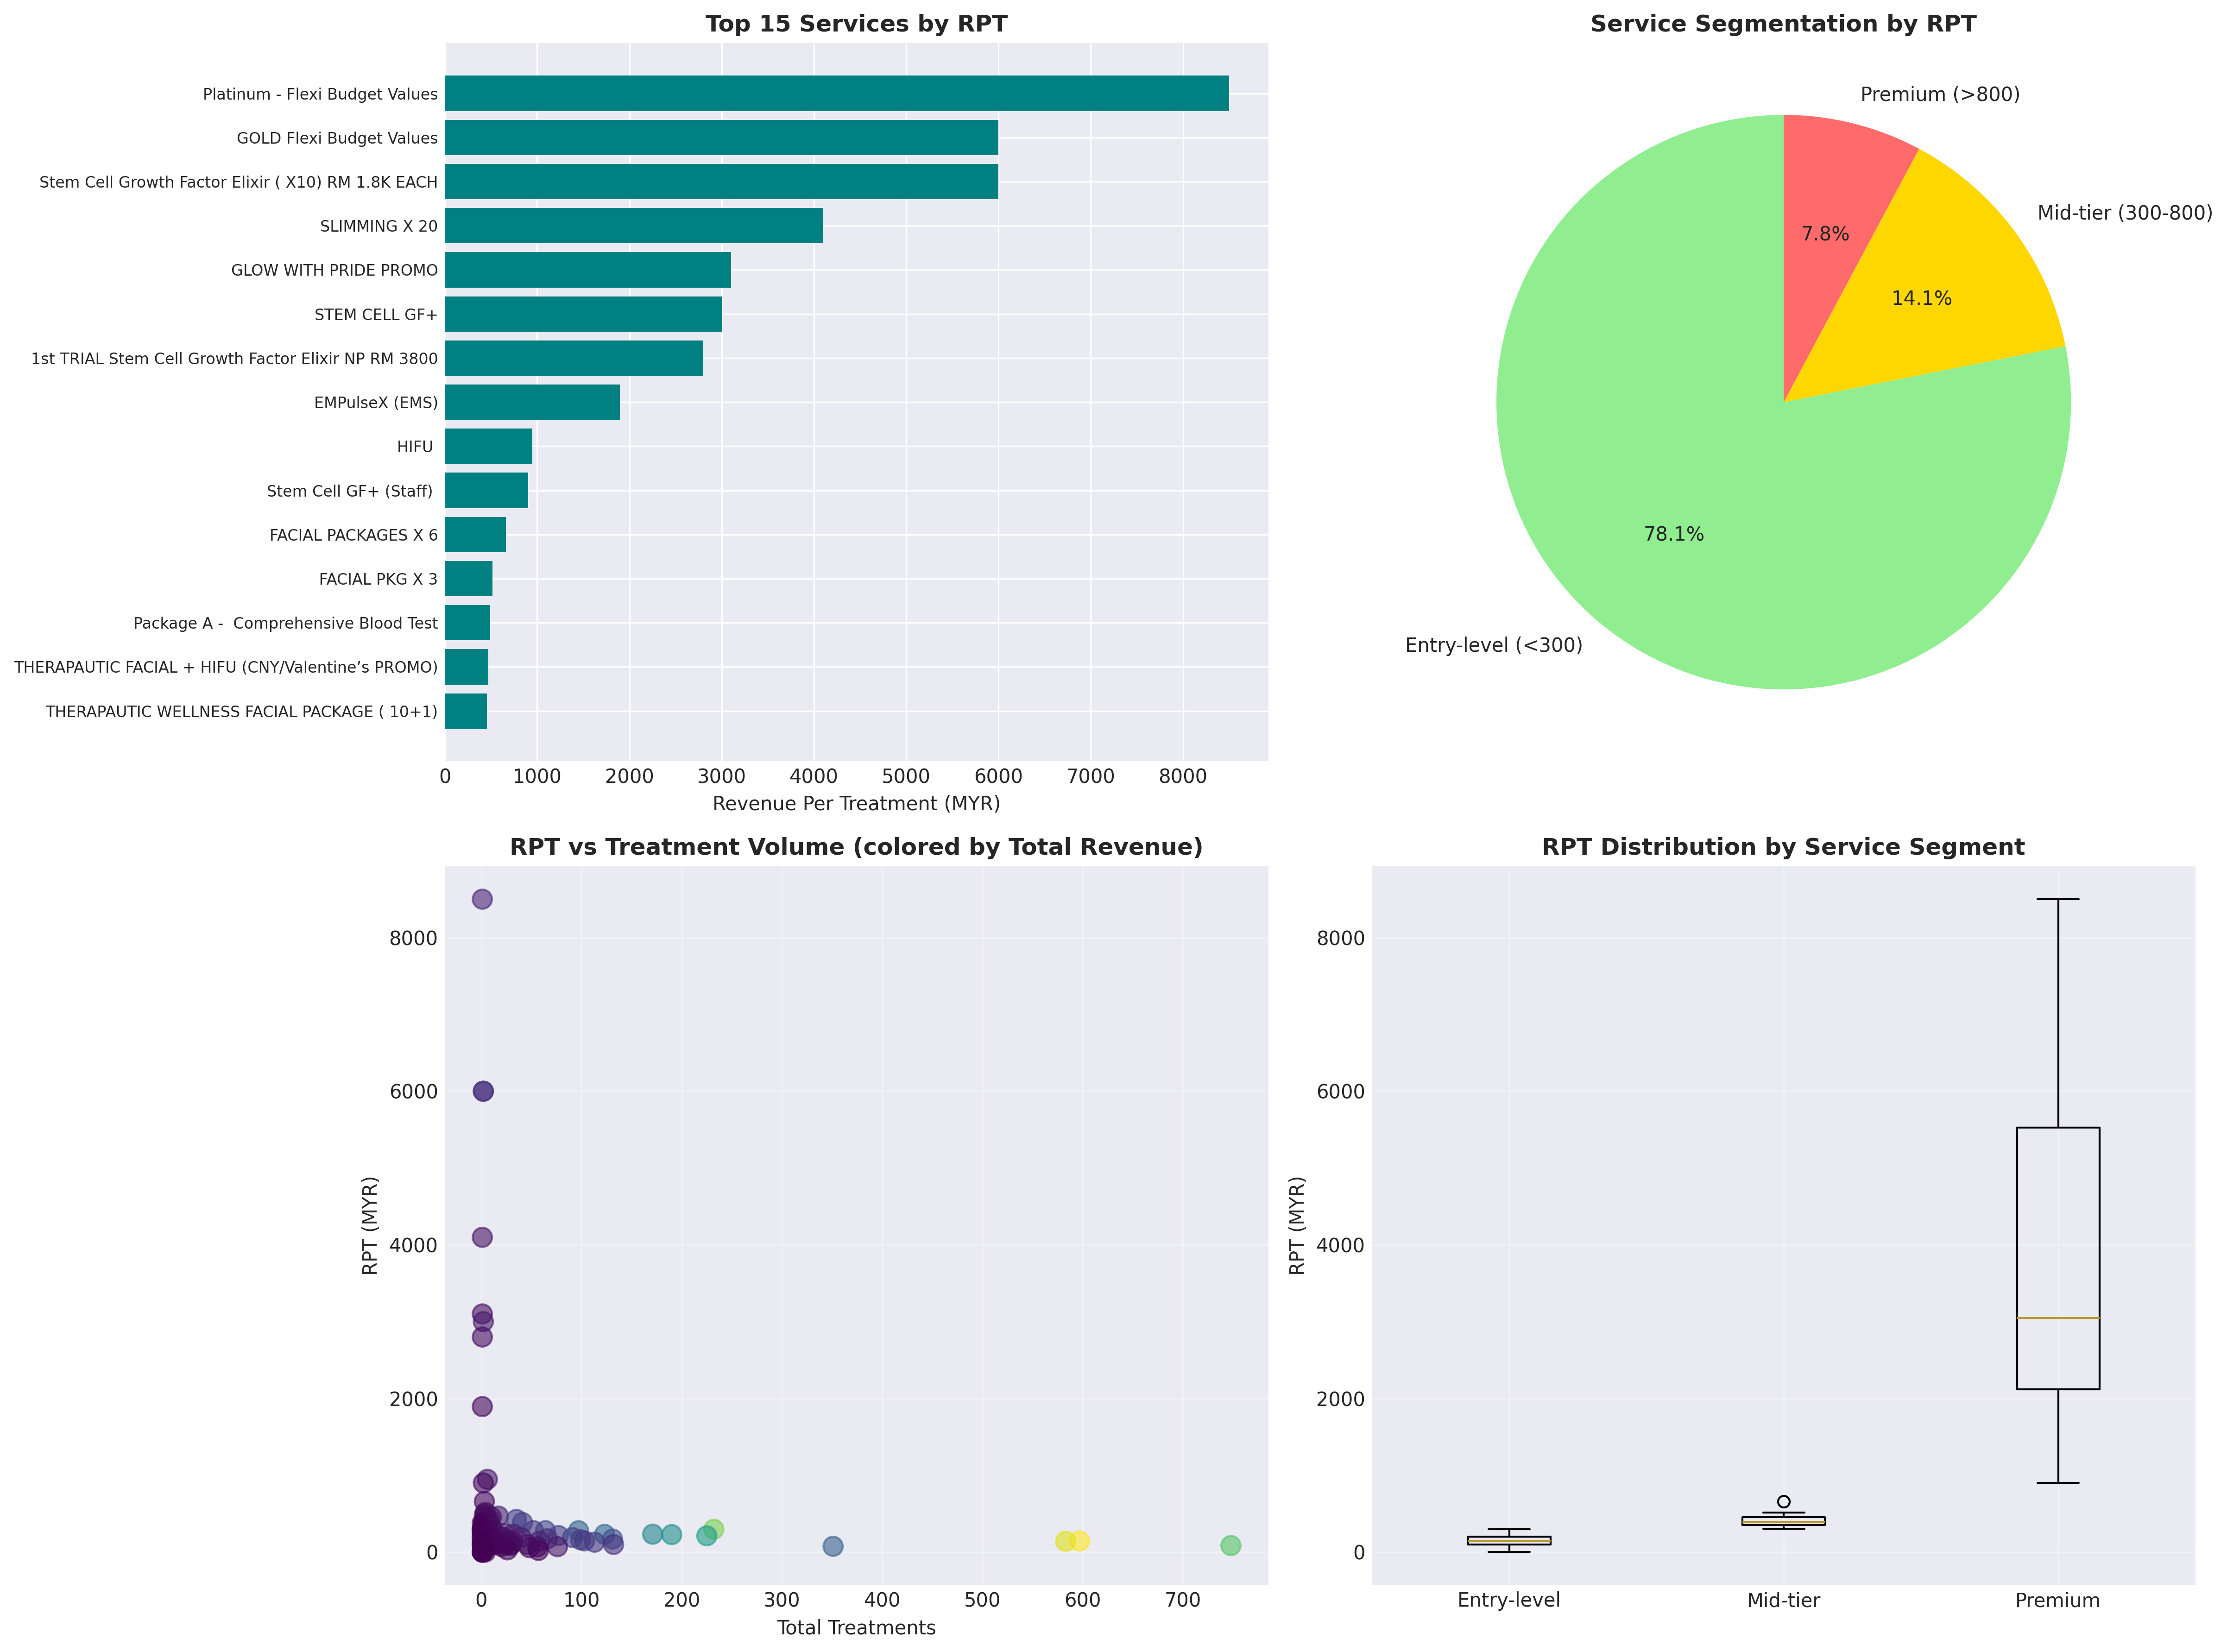 Top 15 Services by RPT
Platinum - Flexi Budget Values
GOLD Flexi Budget Values
Stem Cell Growth Factor Elixir ( X10) RM 1.8K EACH
SLIMMING X 20
GLOW WITH PRIDE PROMO
STEM CELL GF+
1st TRIAL Stem Cell Growth Factor Elixir NP RM 3800
EMPulseX (EMS)
HIFU
Stem Cell GF+ (Staff)
FACIAL PACKAGES X 6
FACIAL PKG X 3
Package A -  Comprehensive Blood Test
THERAPAUTIC FACIAL + HIFU (CNY/Valentine’s PROMO)
THERAPAUTIC WELLNESS FACIAL PACKAGE ( 10+1)
0 1000 2000 3000 4000 5000 6000 7000 8000
Revenue Per Treatment (MYR)
Service Segmentation by RPT
Premium (>800)
Mid-tier (300-800)
7.8%
14.1%
78.1%
Entry-level (<300)
RPT vs Treatment Volume (colored by Total Revenue)
RPT (MYR)
8000
6000
4000
2000
0
0 100 200 300 400 500 600 700
Total Treatments
RPT Distribution by Service Segment
RPT (MYR)
8000
6000
4000
2000
0
Entry-level Mid-tier Premium